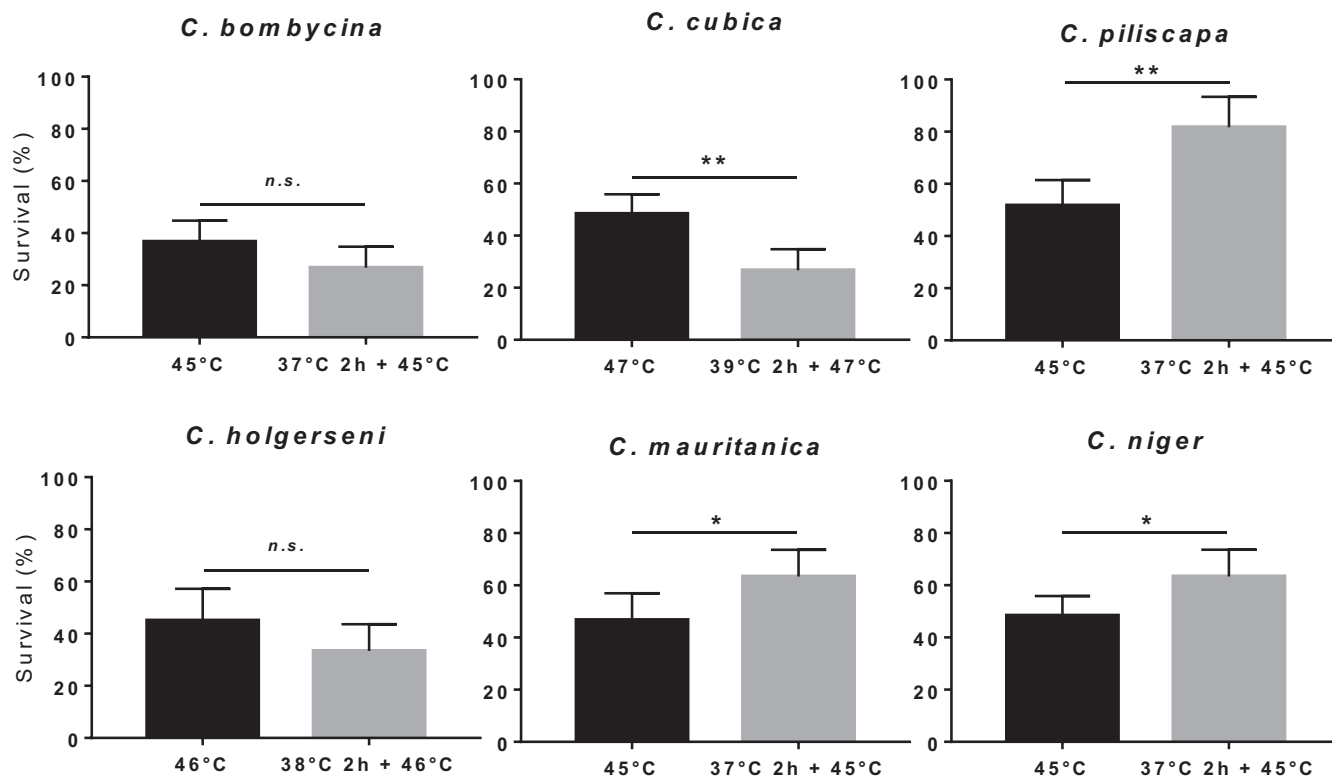 C. bombycina
Survival (%)
100
80
60
40
20
0
n.s.
45°C
37°C 2h + 45°C
C. cubica
100
80
60
40
20
0
**
47°C
39°C 2h + 47°C
C. piliscapa
100
80
60
40
20
0
**
45°C
37°C 2h + 45°C
C. holgerseni
Survival (%)
100
80
60
40
20
0
n.s.
46°C
38°C 2h + 46°C
C. mauritanica
100
80
60
40
20
0
*
45°C
37°C 2h + 45°C
C. niger
100
80
60
40
20
0
*
45°C
37°C 2h + 45°C